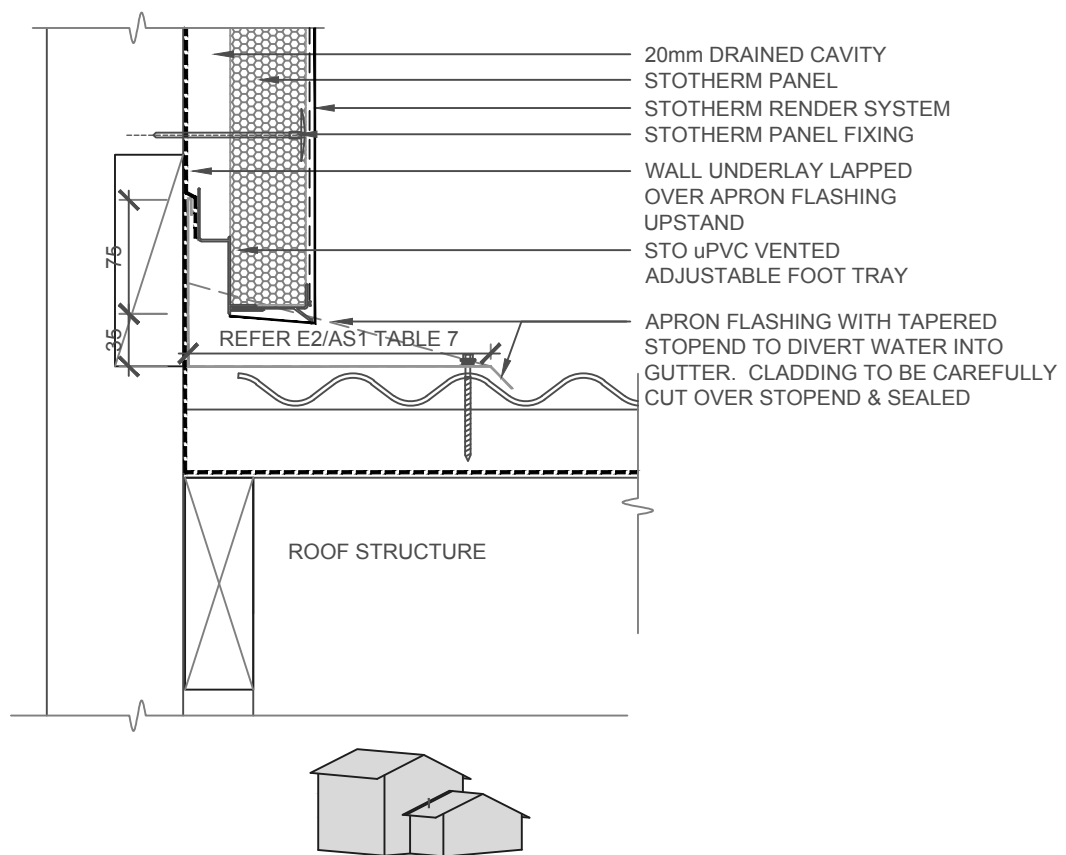 20mm DRAINED CAVITY
STOTHERM PANEL
STOTHERM RENDER SYSTEM
STOTHERM PANEL FIXING
WALL UNDERLAY LAPPED
OVER APRON FLASHING
UPSTAND
STO uPVC VENTED
ADJUSTABLE FOOT TRAY
APRON FLASHING WITH TAPERED
STOPEND TO DIVERT WATER INTO
GUTTER. CLADDING TO BE CAREFULLY
CUT OVER STOPEND & SEALED
75
35
REFER E2/AS1 TABLE 7
ROOF STRUCTURE